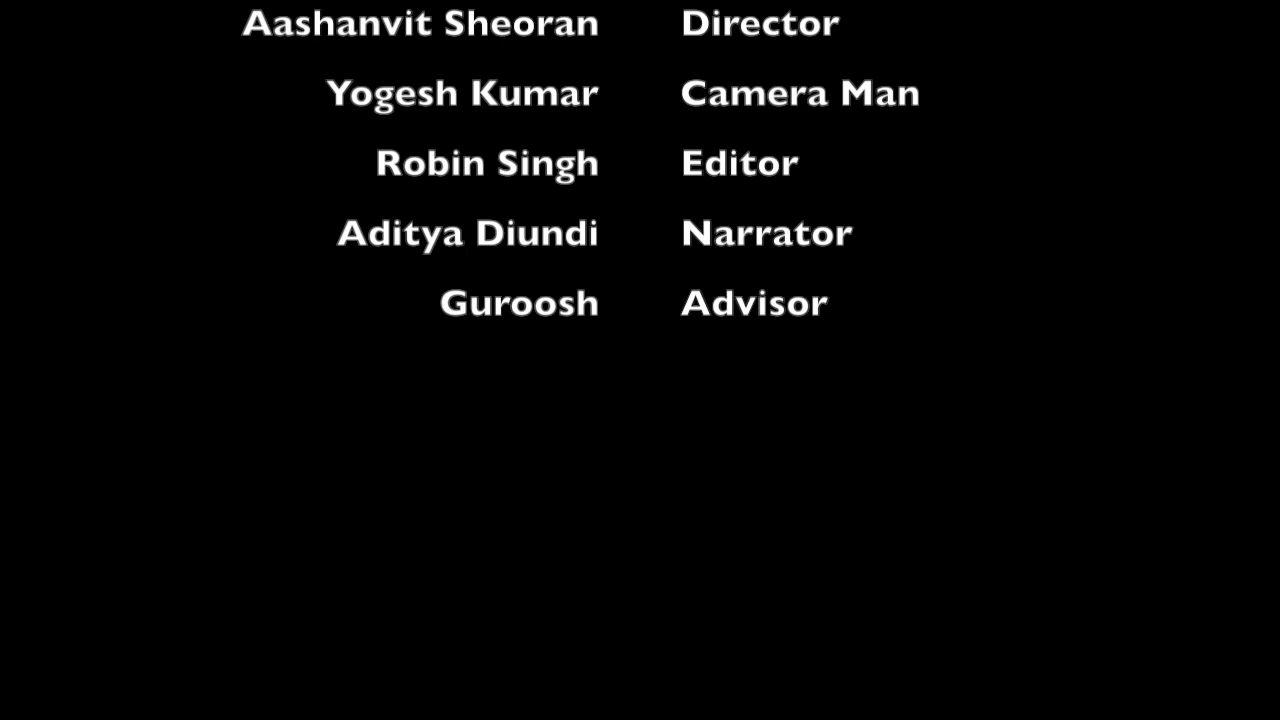 Aashanvit Sheoran Director
Yogesh Kumar Camera Man
Robin Singh Editor
Aditya Diundi Narrator
Guroosh Advisor